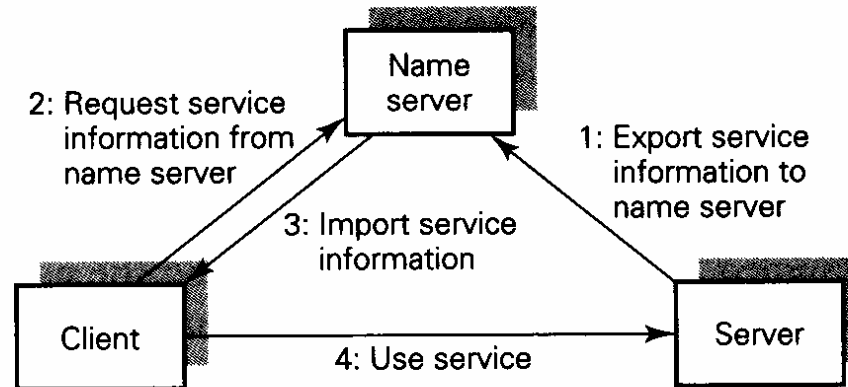 Name
server
2: Request service
information from
name server
1: Export service
information to
name server
3: Import service
information
Client
4: Use service
Server